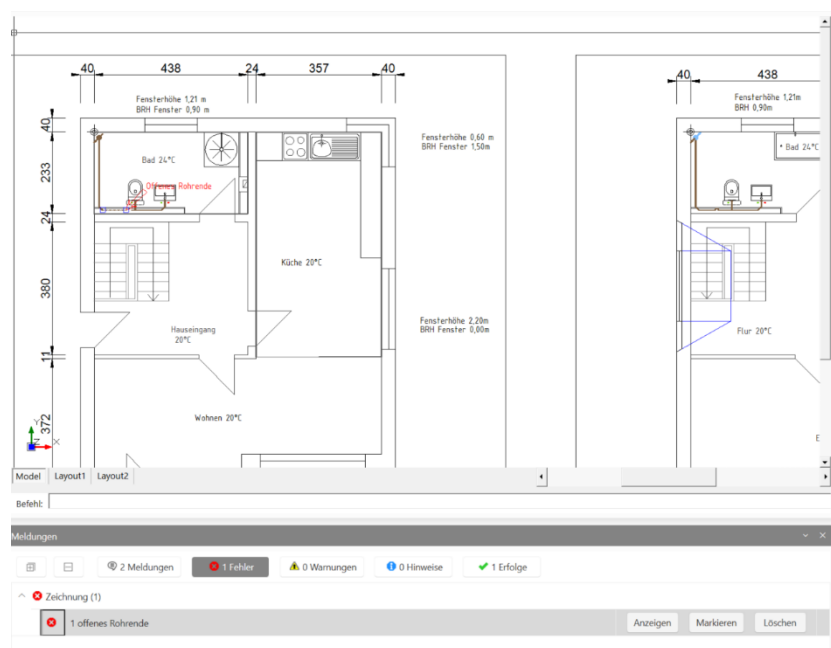 40 438 24 357 40
40 438
Fensterhöhe 1,21 m
BRH Fenster 0,90 m
Fensterhöhe 1,21m
BRH 0,90m
40
Fensterhöhe 0,60 m
BRH Fenster 1,50m
Bad 24°C
Bad 24°C
233
Offenes Rohrende
24
Küche 20°C
380
Fensterhöhe 2,20m
BRH Fenster 0,00m
Hauseingang
20°C
Flur 20°C
11
Wohnen 20°C
372
Y
Z
X
E
Model Layout1 Layout2
Befehl:
Meldungen
2 Meldungen 1 Fehler 0 Warnungen 0 Hinweise 1 Erfolge
Zeichnung (1)
1 offenes Rohrende Anzeigen Markieren Löschen